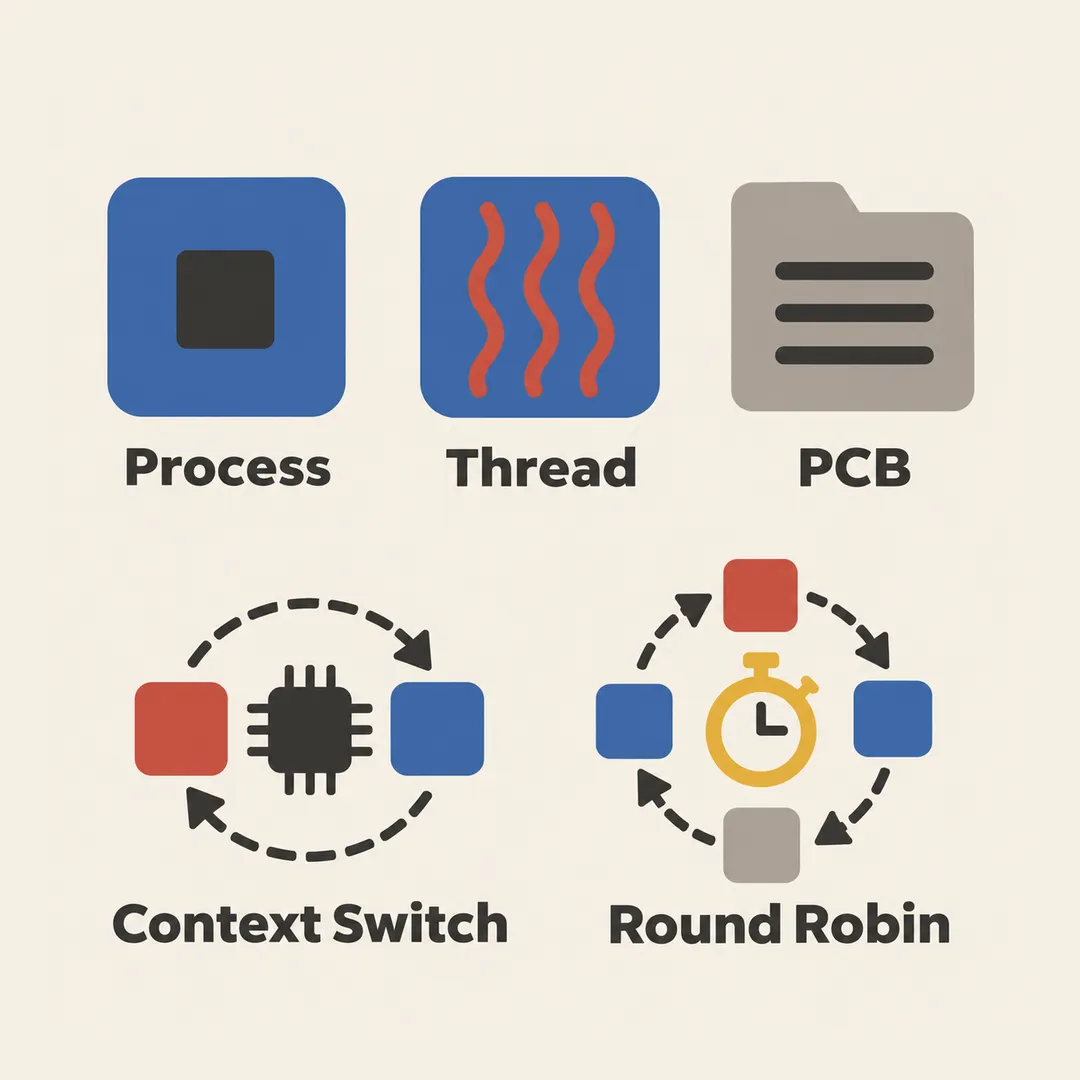 Process
Thread
PCB
Context Switch
Round Robin